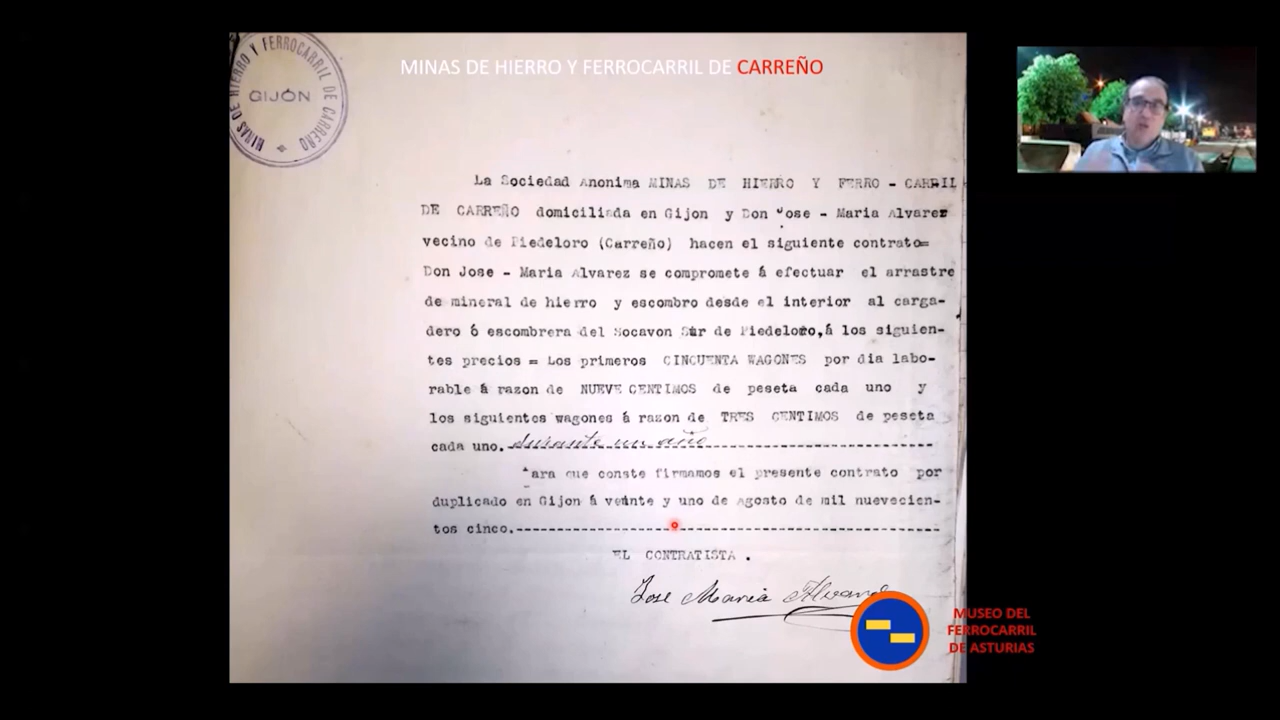 MINAS DE HIERRO Y FERROCARRIL DE CARREÑO
MINAS DE HIERRO Y FERROCARRIL DE CARREÑO
GIJÓN
La Sociedad Anonima MINAS DE HIERRO Y FERRO - CARRIL
DE CARREÑO domiciliada en Gijon y Don Jose - Maria Alvarez
vecino de Piedeloro (Carreño) hacen el siguiente contrato=
Don Jose - Maria Alvarez se compromete á efectuar el arrastre
de mineral de hierro y escombro desde el interior al carga-
dero ó escombrera del Socavon Sur de Piedeloro, á los siguien-
tes precios = Los primeros CINCUENTA WAGONES por dia labo-
rable á razon de NUEVE CENTIMOS de peseta cada uno y
los siguientes wagones á razon de TRES CENTIMOS de peseta
cada uno. durante un año
Para que conste firmamos el presente contrato por
duplicado en Gijon á veinte y uno de Agosto de mil nuevecien-
tos cinco.
EL CONTRATISTA .
Jose Maria Alvarez
MUSEO DEL
FERROCARRIL
DE ASTURIAS